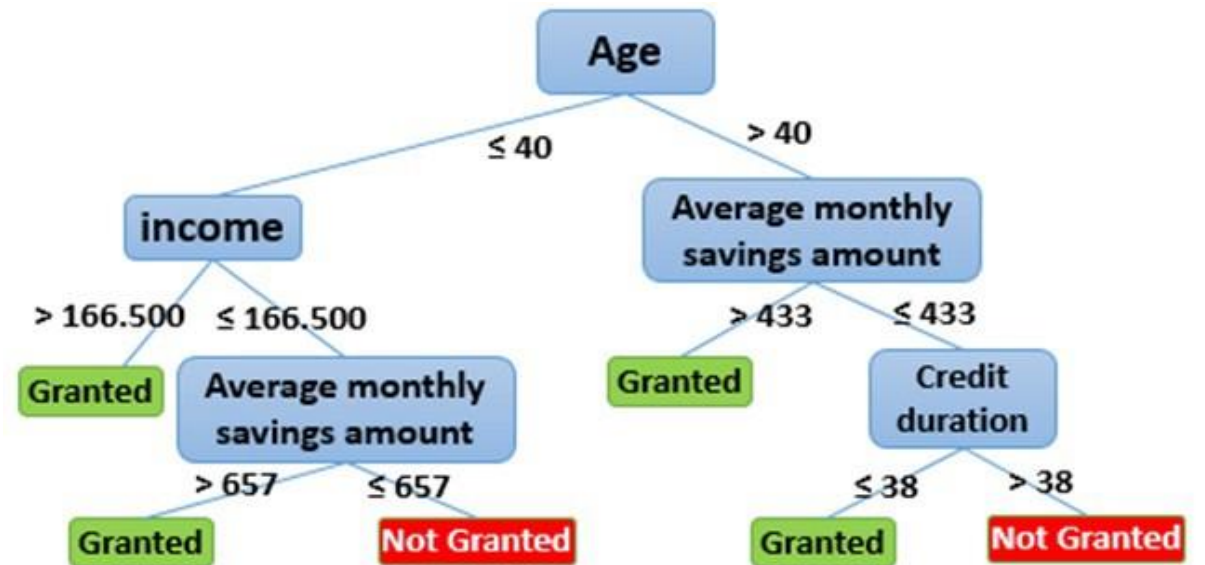 Age
≤ 40
> 40
income
Average monthly
savings amount
> 166.500
≤ 166.500
> 433
≤ 433
Granted
Average monthly
savings amount
Granted
Credit
duration
> 657
≤ 657
≤ 38
> 38
Granted
Not Granted
Granted
Not Granted